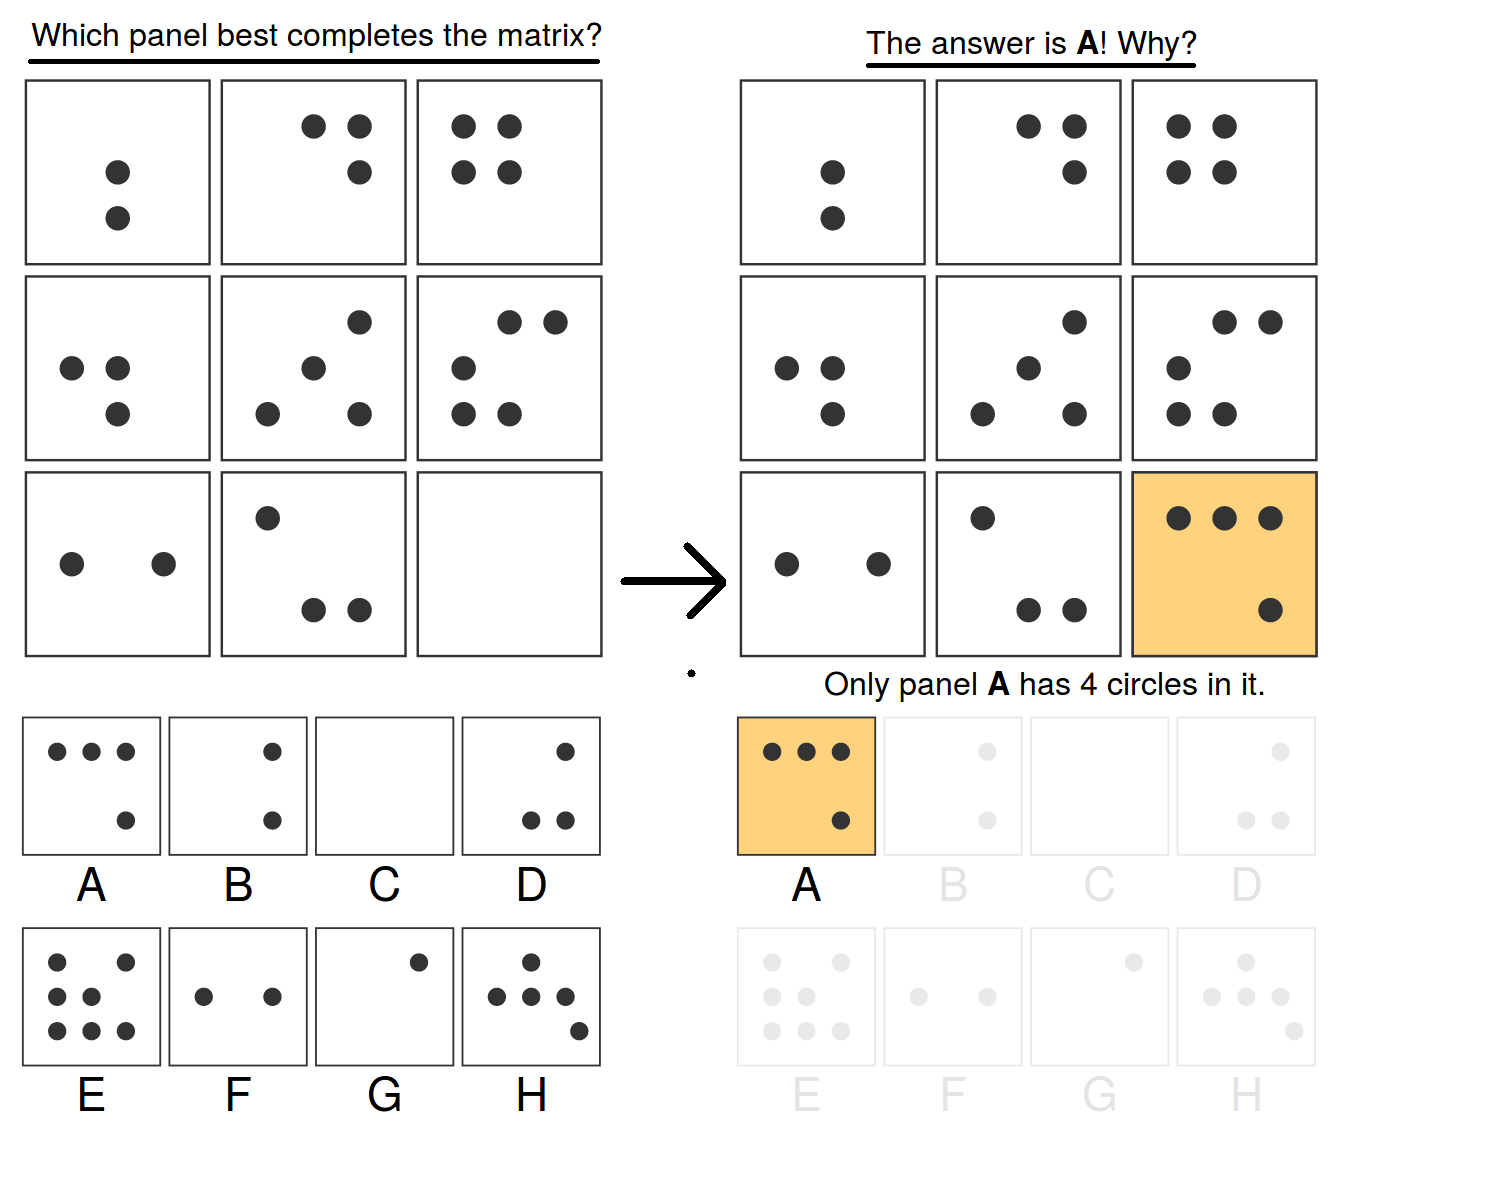 Which panel best completes the matrix?
The answer is A! Why?
Only panel A has 4 circles in it.
A B C D
E F G H
A B C D
E F G H